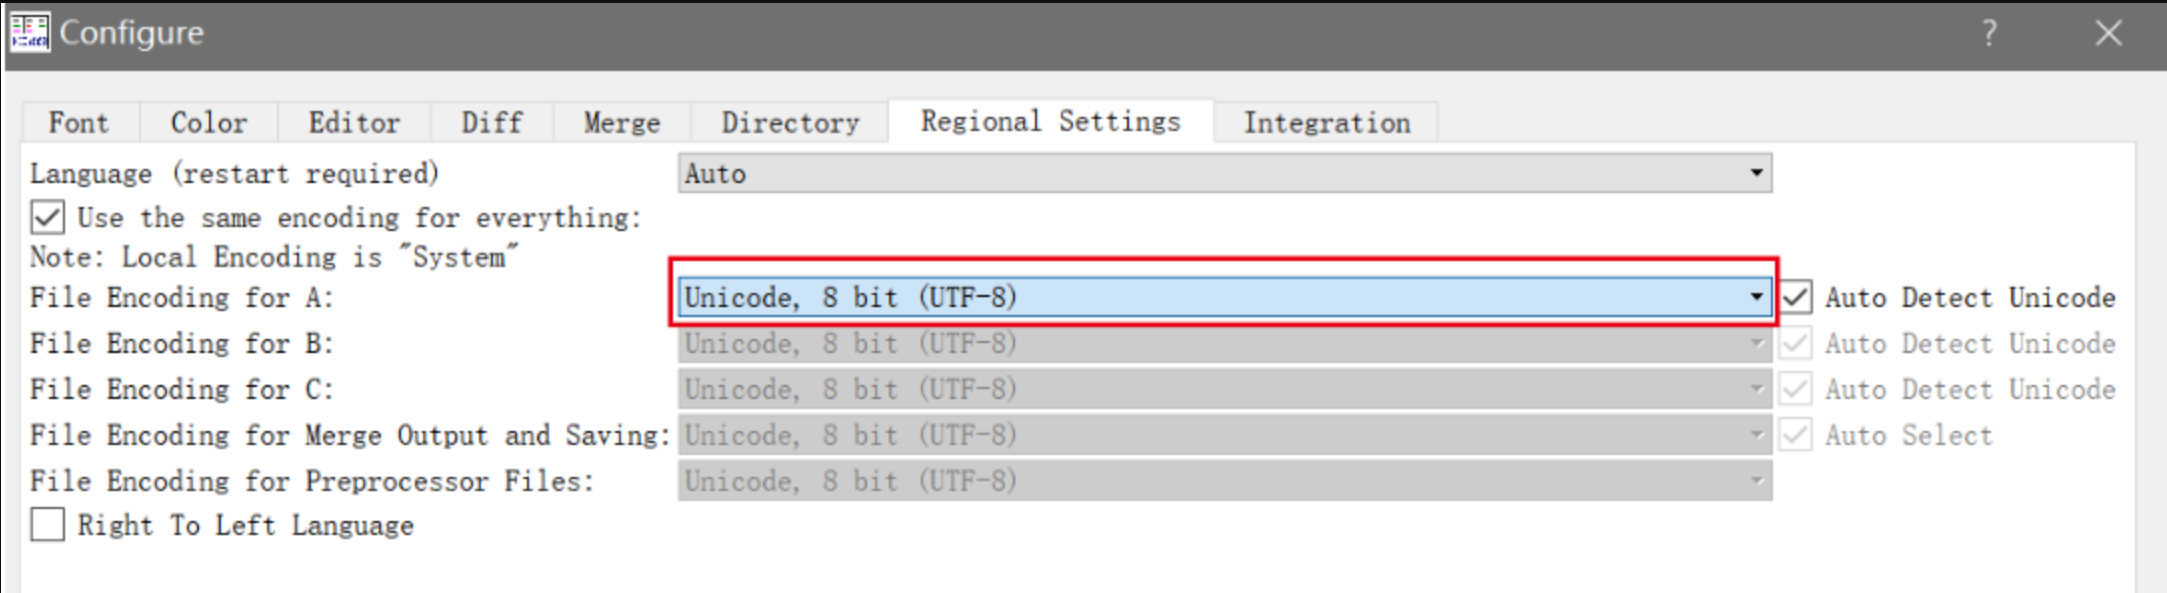 Configure
?
Font Color Editor Diff Merge Directory Regional Settings Integration
Language (restart required) Auto
Use the same encoding for everything:
Note: Local Encoding is "System"
File Encoding for A: Unicode, 8 bit (UTF-8) Auto Detect Unicode
File Encoding for B: Unicode, 8 bit (UTF-8) Auto Detect Unicode
File Encoding for C: Unicode, 8 bit (UTF-8) Auto Detect Unicode
File Encoding for Merge Output and Saving: Unicode, 8 bit (UTF-8) Auto Select
File Encoding for Preprocessor Files: Unicode, 8 bit (UTF-8)
Right To Left Language